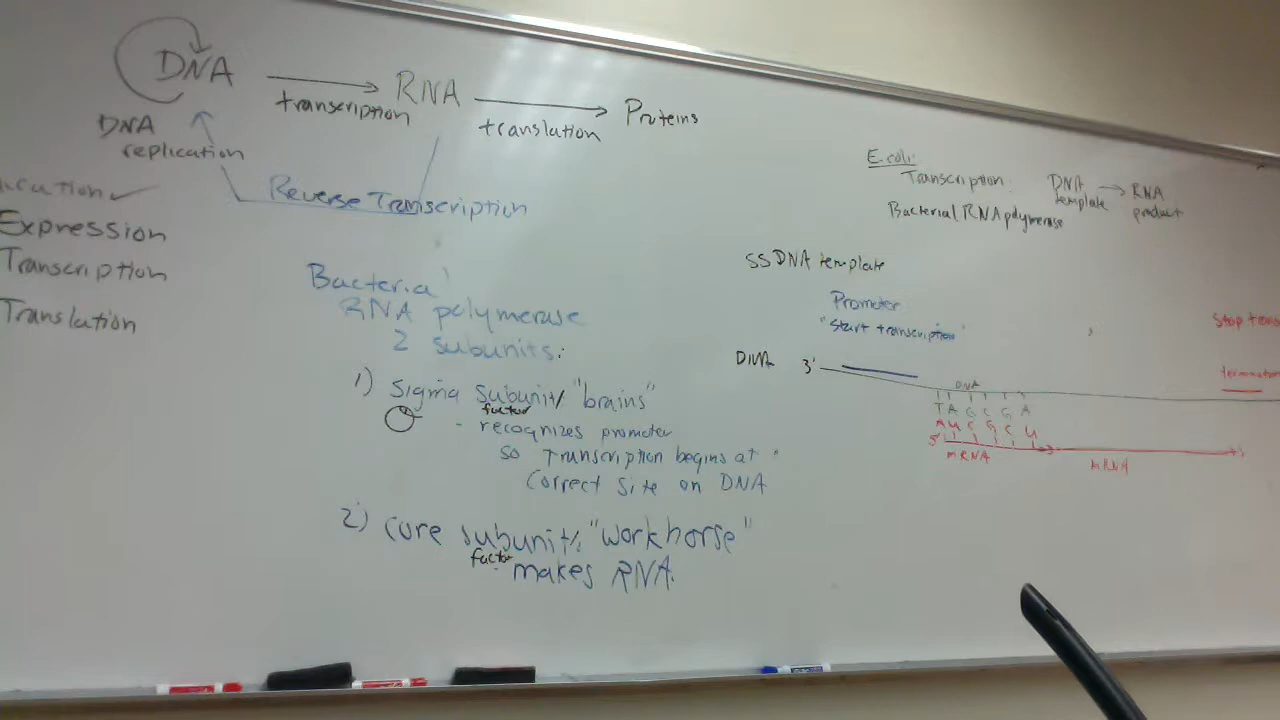 DNA
transcription
RNA
translation
Proteins
DNA
replication
Reverse Transcription
Expression
Transcription
Translation
Bacterial
RNA polymerase
2 subunits:
1) Sigma subunit/ "brains"
factor
- recognizes promoter
so transcription begins at
correct site on DNA
2) core subunit/ "workhorse"
factor
makes RNA.
E.coli:
Transcription:
DNA
template
RNA
product
Bacterial RNA polymerase
SSDNA template
Promoter
"start transcription"
DNA 3'
DNA
T A G C G A
A U C G C U
5'
mRNA
mRNA
Stop